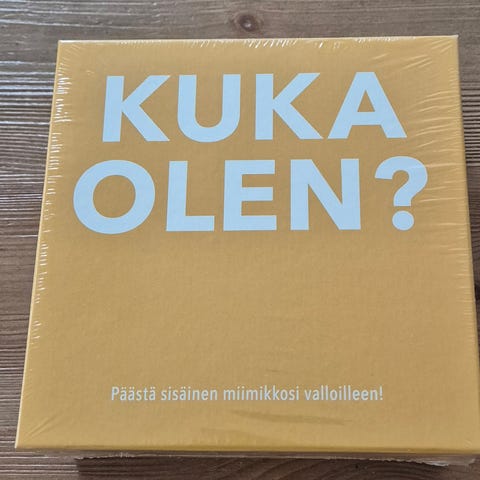 KUKA
OLEN?
Päästä sisäinen miimikkosi valloilleen!